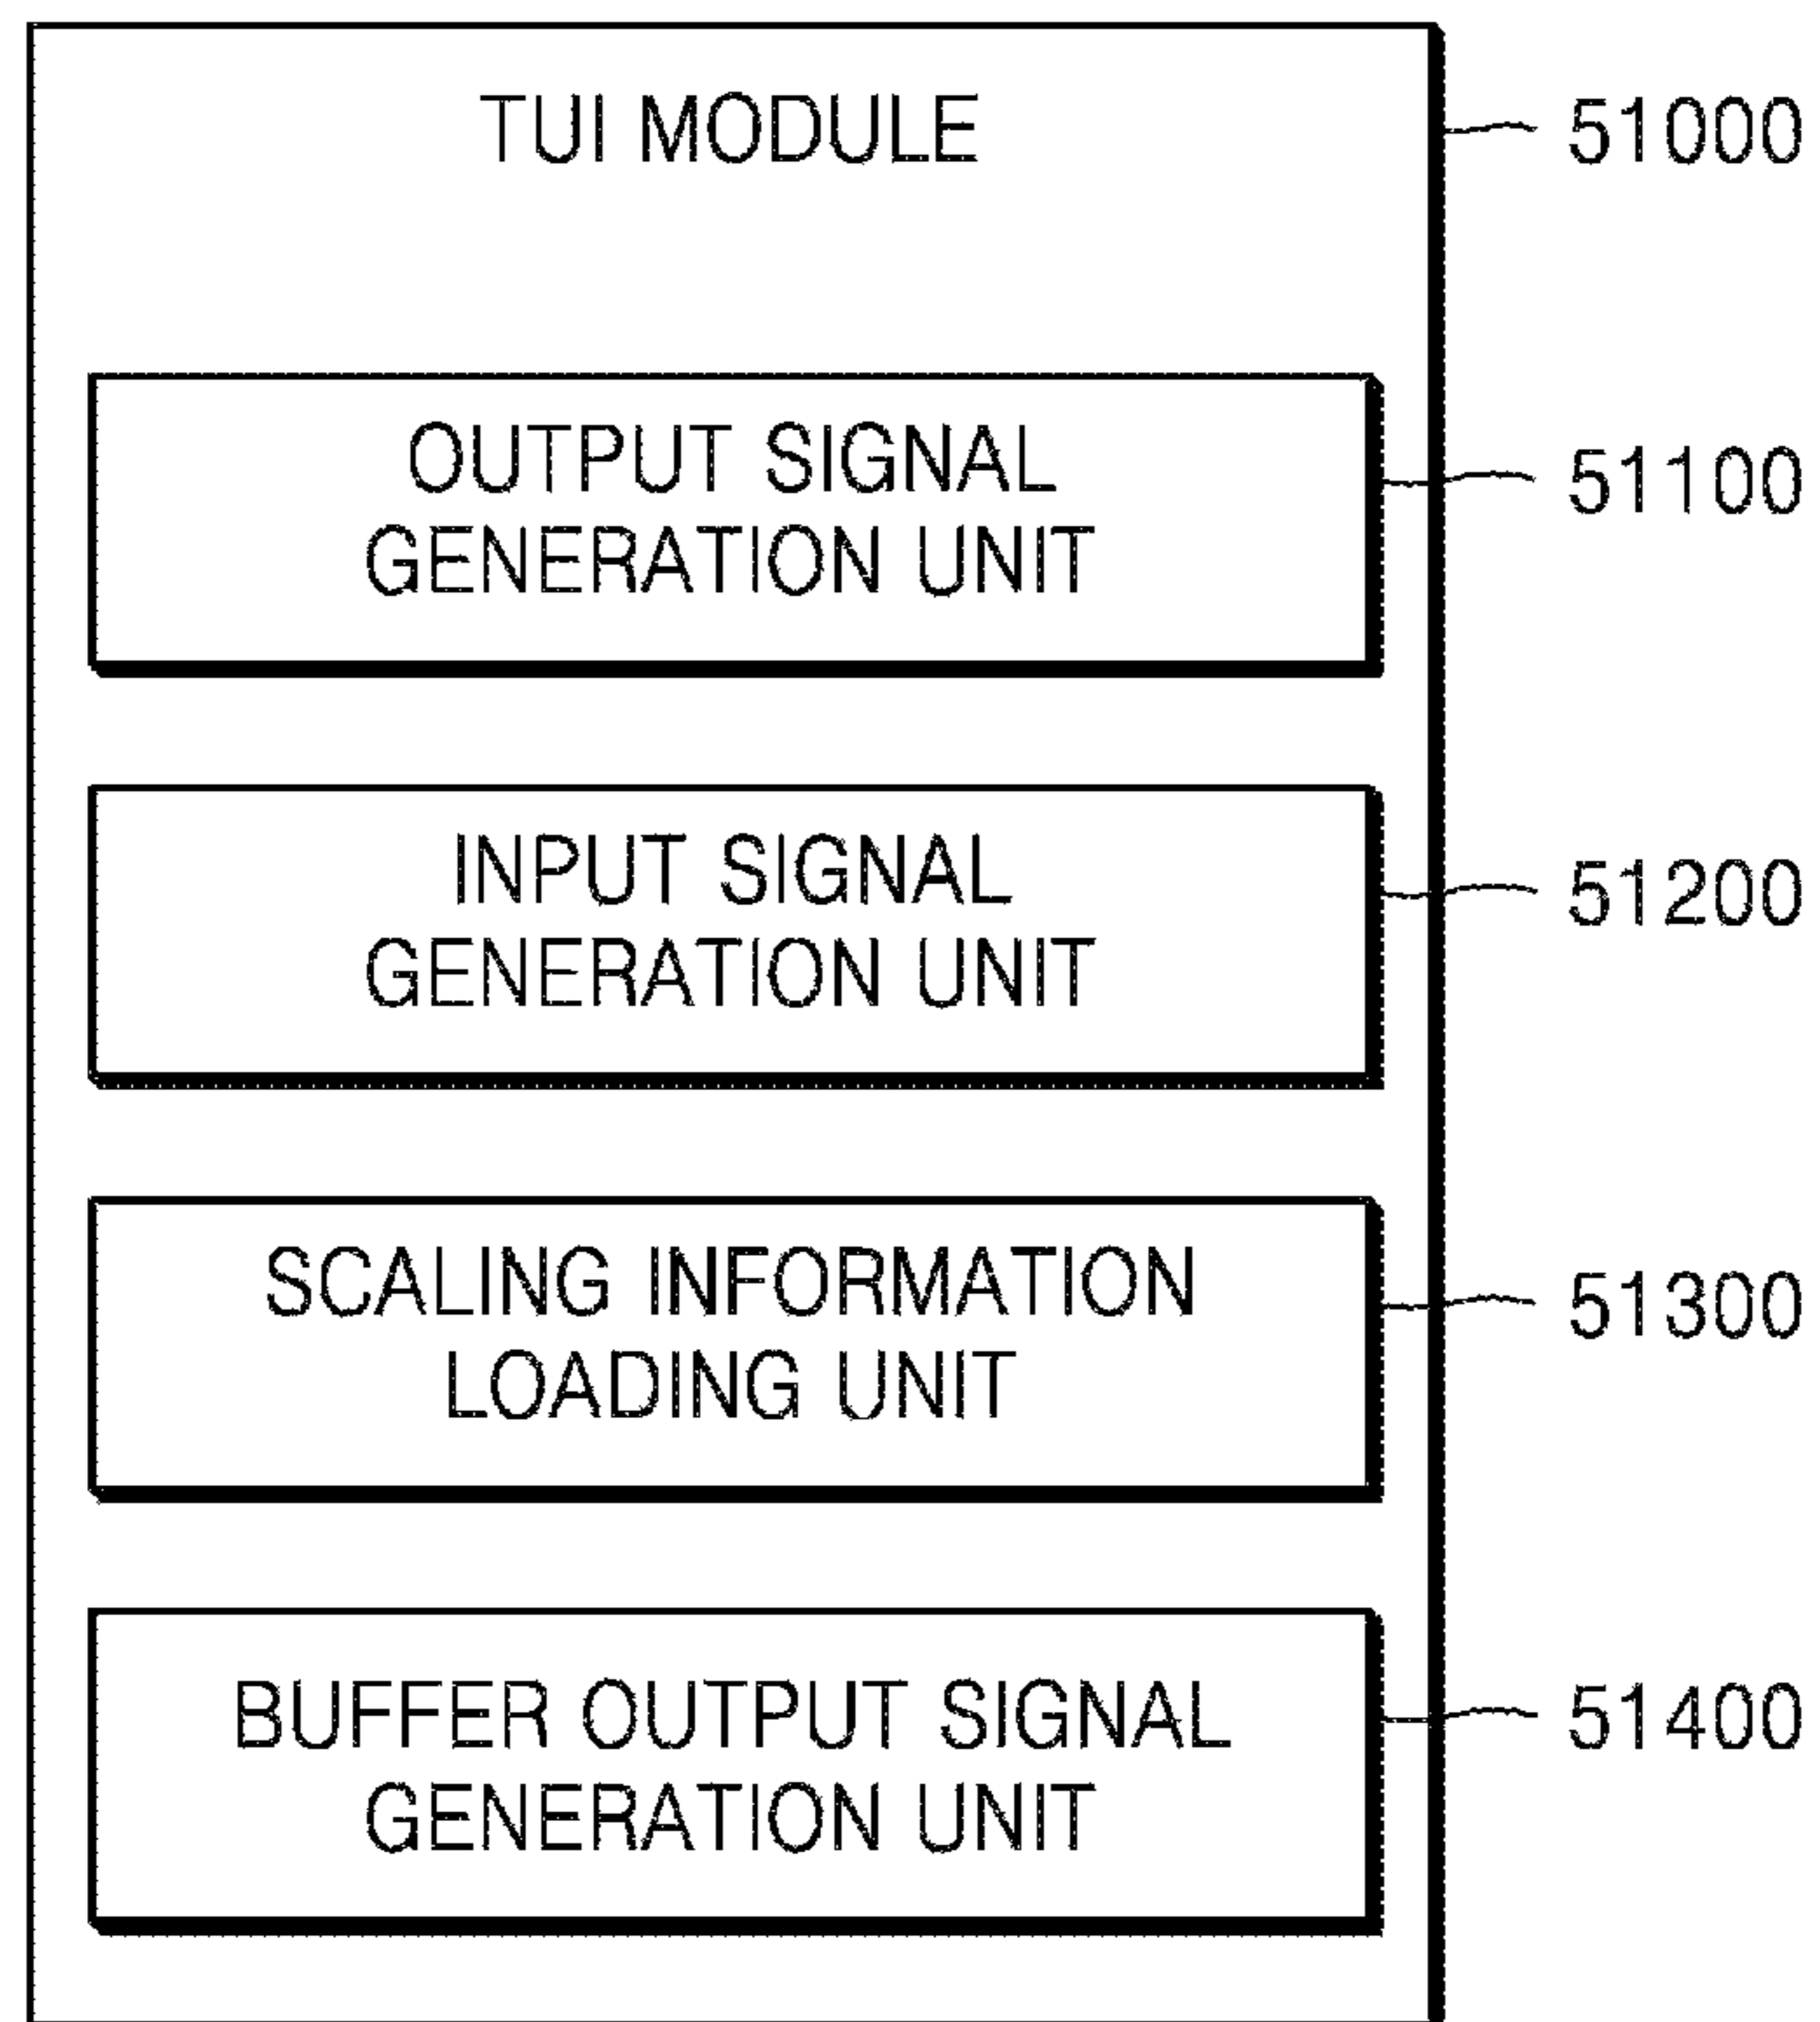 TUI MODULE
51000
OUTPUT SIGNAL
GENERATION UNIT
51100
INPUT SIGNAL
GENERATION UNIT
51200
SCALING INFORMATION
LOADING UNIT
51300
BUFFER OUTPUT SIGNAL
GENERATION UNIT
51400